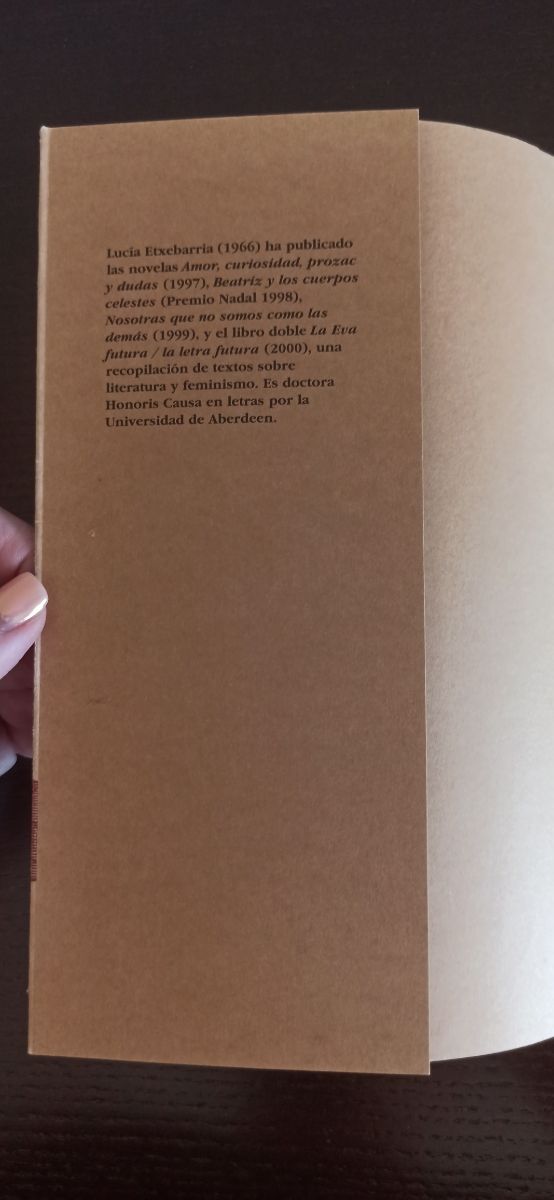 Lucía Etxebarria (1966) ha publicado
las novelas Amor, curiosidad, prozac
y dudas (1997), Beatriz y los cuerpos
celestes (Premio Nadal 1998),
Nosotras que no somos como las
demás (1999), y el libro doble La Eva
futura / la letra futura (2000), una
recopilación de textos sobre
literatura y feminismo. Es doctora
Honoris Causa en letras por la
Universidad de Aberdeen.